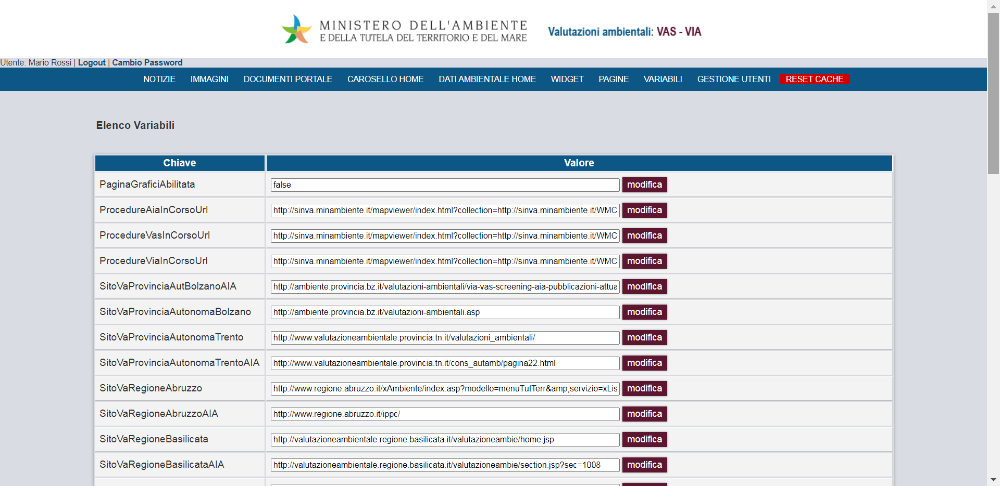 MINISTERO DELL'AMBIENTE
E DELLA TUTELA DEL TERRITORIO E DEL MARE
Valutazioni ambientali: VAS - VIA
Utente: Mario Rossi | Logout | Cambio Password
NOTIZIE IMMAGINI DOCUMENTI PORTALE CAROSELLO HOME DATI AMBIENTALE HOME WIDGET PAGINE VARIABILI GESTIONE UTENTI RESET CACHE
Elenco Variabili
Chiave Valore
PaginaGraficiAbilitata false modifica
ProcedureAiaInCorsoUrl http://sinva.minambiente.it/mapviewer/index.html?collection=http://sinva.minambiente.it/WMC modifica
ProcedureVasInCorsoUrl http://sinva.minambiente.it/mapviewer/index.html?collection=http://sinva.minambiente.it/WMC modifica
ProcedureViaInCorsoUrl http://sinva.minambiente.it/mapviewer/index.html?collection=http://sinva.minambiente.it/WMC modifica
SitoVaProvinciaAutBolzanoAIA http://ambiente.provincia.bz.it/valutazioni-ambientali/via-vas-screening-aia-pubblicazioni-attua modifica
SitoVaProvinciaAutonomaBolzano http://ambiente.provincia.bz.it/valutazioni-ambientali.asp modifica
SitoVaProvinciaAutonomaTrento http://www.valutazioneambientale.provincia.tn.it/valutazioni_ambientali/ modifica
SitoVaProvinciaAutonomaTrentoAIA http://www.valutazioneambientale.provincia.tn.it/cons_autamb/pagina22.html modifica
SitoVaRegioneAbruzzo http://www.regione.abruzzo.it/xAmbiente/index.asp?modello=menuTutTerr&amp;servizio=xLis modifica
SitoVaRegioneAbruzzoAIA http://www.regione.abruzzo.it/ippc/ modifica
SitoVaRegioneBasilicata http://valutazioneambientale.regione.basilicata.it/valutazioneambie/home.jsp modifica
SitoVaRegioneBasilicataAIA http://valutazioneambientale.regione.basilicata.it/valutazioneambie/section.jsp?sec=1008 modifica